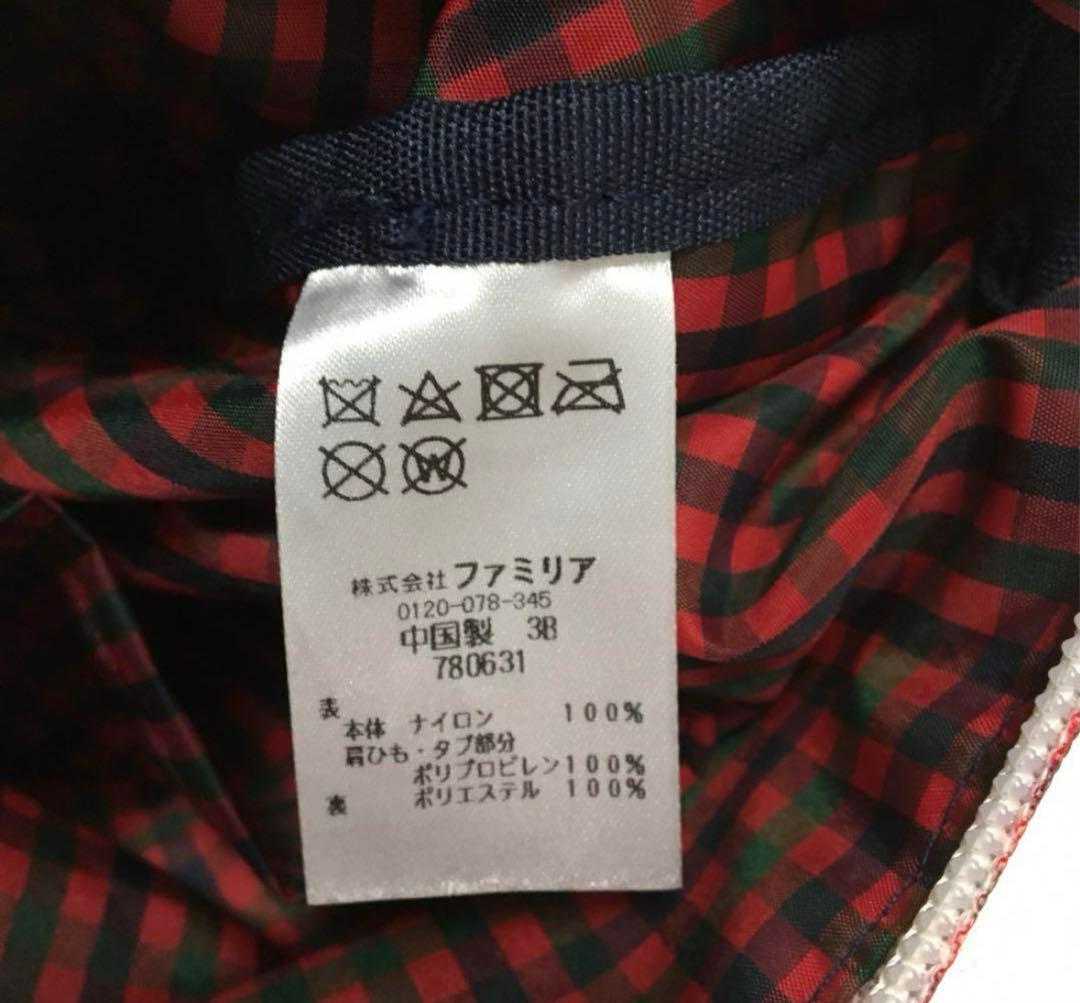 W
株式会社ファミリア
0120-078-345
中国製 3B
780631
表
本体 ナイロン 100%
肩ひも・タブ部分
ポリプロピレン100%
裏 ポリエステル 100%